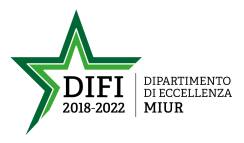 DIFI
2018-2022
DIPARTIMENTO
DI ECCELLENZA
MIUR